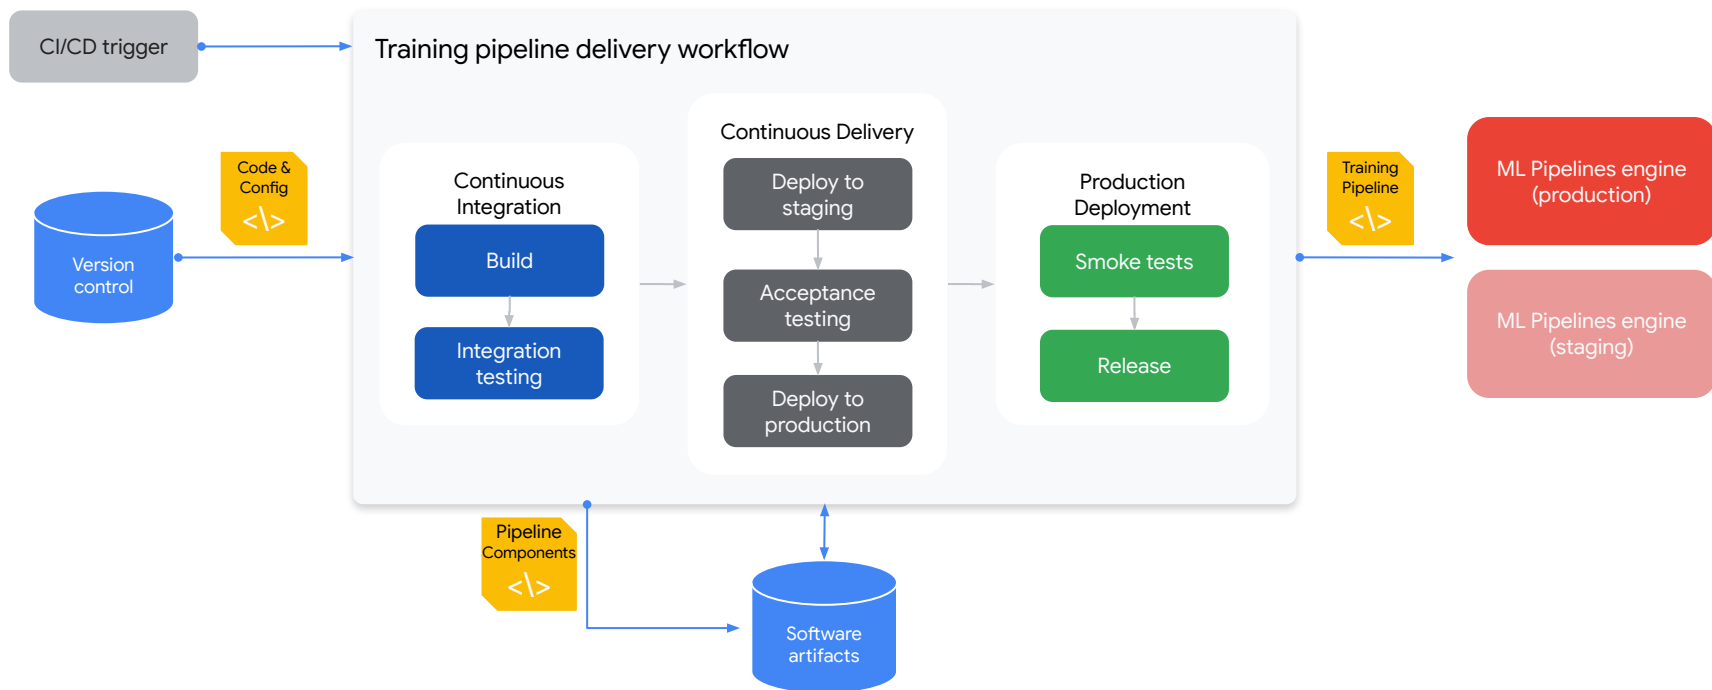 CI/CD trigger
Training pipeline delivery workflow
Code &
Config
</>
Version
control
Continuous
Integration
Build
Integration
testing
Continuous Delivery
Deploy to
staging
Acceptance
testing
Deploy to
production
Production
Deployment
Smoke tests
Release
Training
Pipeline
</>
ML Pipelines engine
(production)
ML Pipelines engine
(staging)
Pipeline
Components
</>
Software
artifacts